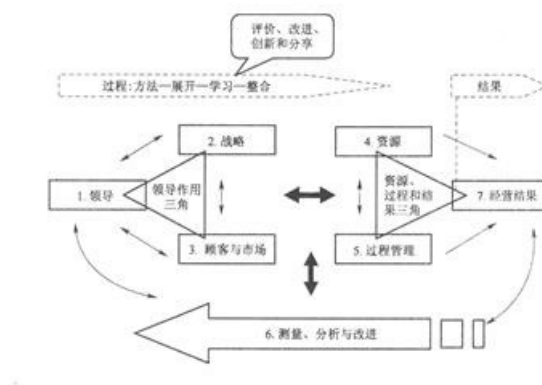 评价、改进、
创新和分享
过程:方法一展开一学习一整合
结果
2. 战略
4. 资源
1. 领导
领导作用
三角
资源、
过程和结
果三角
7. 经营结果
3. 顾客与市场
5. 过程管理
6. 测量、分析与改进